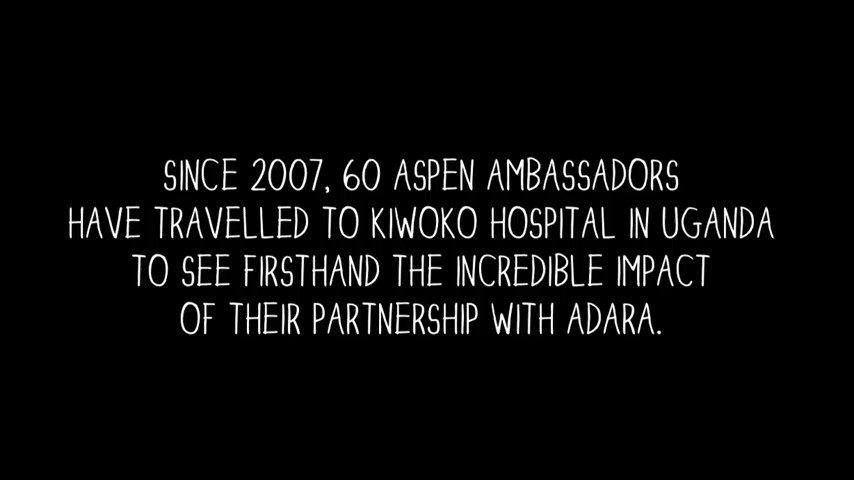 SINCE 2007, 60 ASPEN AMBASSADORS
HAVE TRAVELLED TO KIWOKO HOSPITAL IN UGANDA
TO SEE FIRSTHAND THE INCREDIBLE IMPACT
OF THEIR PARTNERSHIP WITH ADARA.